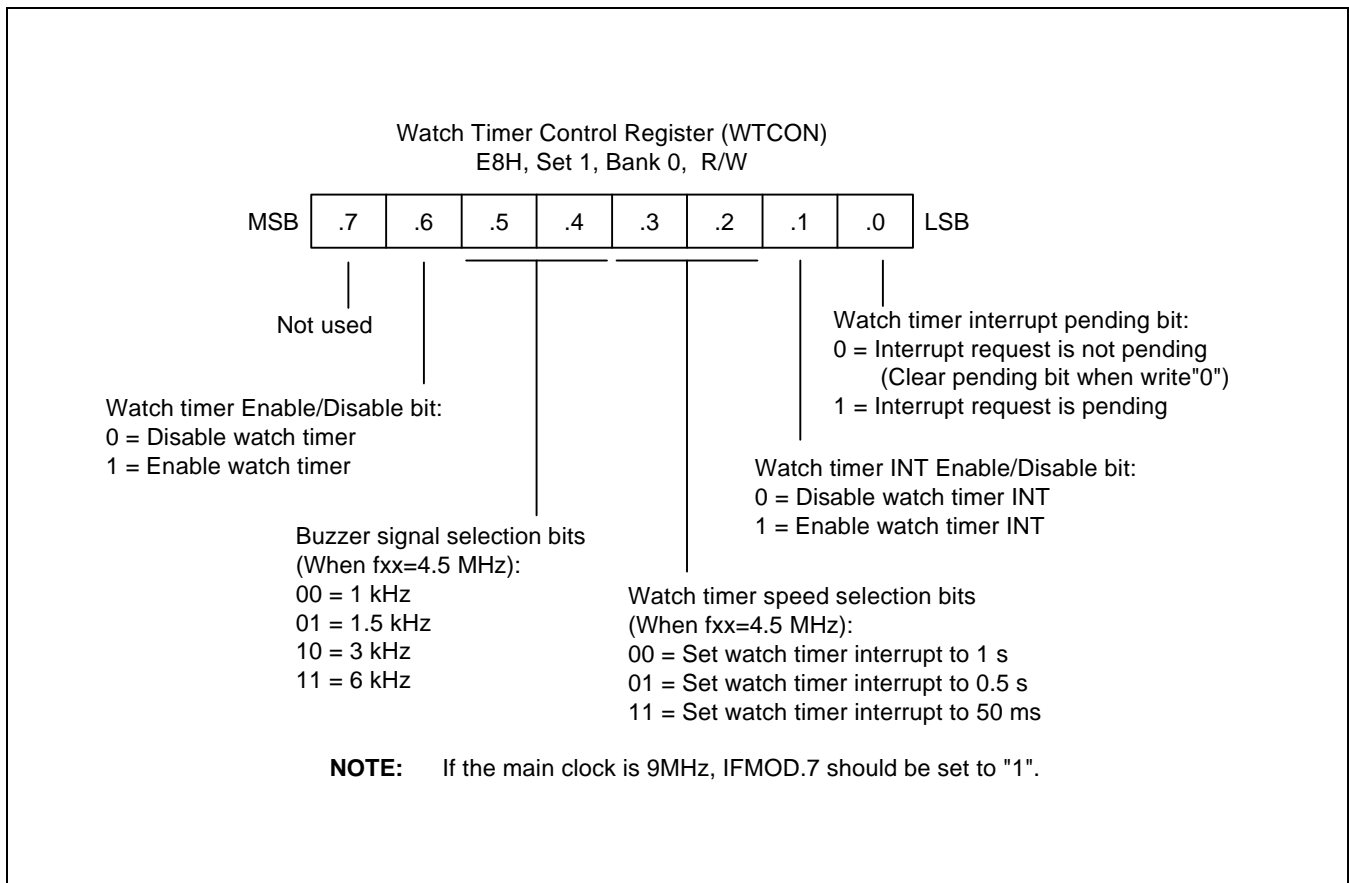 Watch Timer Control Register (WTCON)
E8H, Set 1, Bank 0, R/W
MSB .7 .6 .5 .4 .3 .2 .1 .0 LSB
Not used
Watch timer Enable/Disable bit:
0 = Disable watch timer
1 = Enable watch timer
Buzzer signal selection bits
(When fxx=4.5 MHz):
00 = 1 kHz
01 = 1.5 kHz
10 = 3 kHz
11 = 6 kHz
Watch timer speed selection bits
(When fxx=4.5 MHz):
00 = Set watch timer interrupt to 1 s
01 = Set watch timer interrupt to 0.5 s
11 = Set watch timer interrupt to 50 ms
Watch timer INT Enable/Disable bit:
0 = Disable watch timer INT
1 = Enable watch timer INT
Watch timer interrupt pending bit:
0 = Interrupt request is not pending
(Clear pending bit when write"0")
1 = Interrupt request is pending
NOTE: If the main clock is 9MHz, IFMOD.7 should be set to "1".